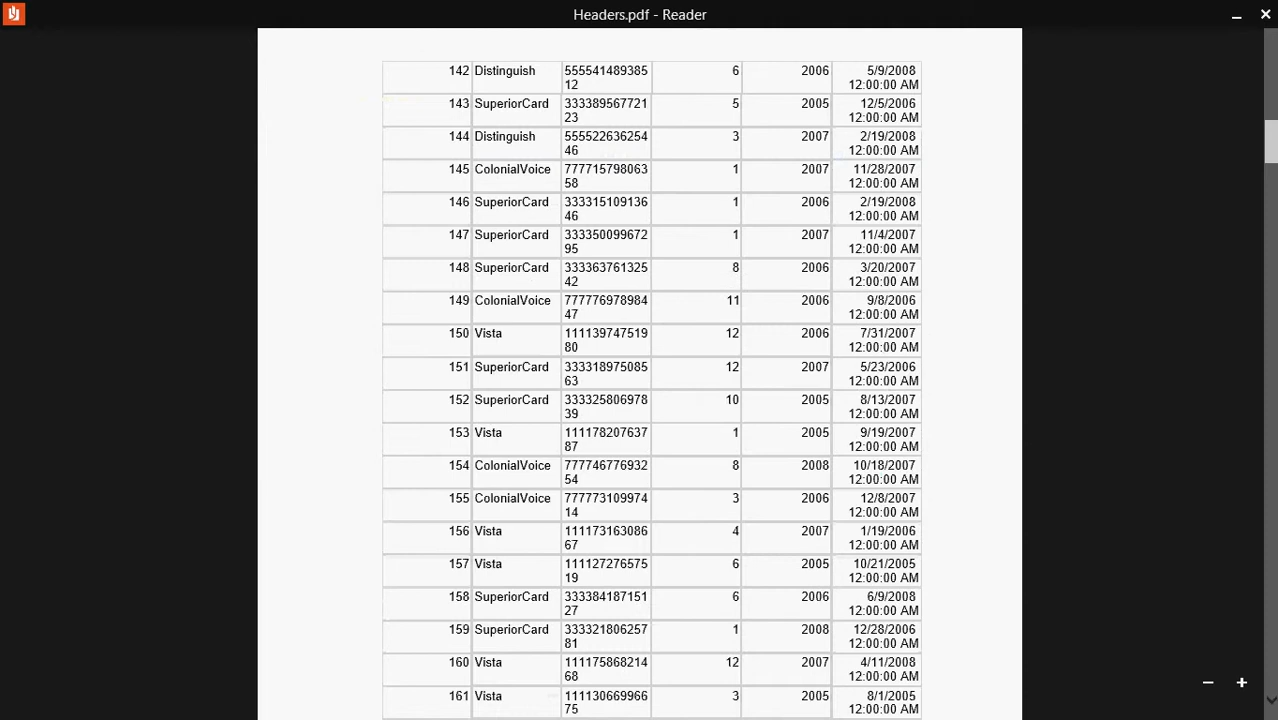 Headers.pdf - Reader
142 Distinguish 555541489385 6 2006 5/9/2008
12 12:00:00 AM
143 SuperiorCard 333389567721 5 2005 12/5/2006
23 12:00:00 AM
144 Distinguish 555522636254 3 2007 2/19/2008
46 12:00:00 AM
145 ColonialVoice 777715798063 1 2007 11/28/2007
58 12:00:00 AM
146 SuperiorCard 333315109136 1 2006 2/19/2008
46 12:00:00 AM
147 SuperiorCard 333350099672 1 2007 11/4/2007
95 12:00:00 AM
148 SuperiorCard 333363761325 8 2006 3/20/2007
42 12:00:00 AM
149 ColonialVoice 777776978984 11 2006 9/8/2006
47 12:00:00 AM
150 Vista 111139747519 12 2006 7/31/2007
80 12:00:00 AM
151 SuperiorCard 333318975085 12 2007 5/23/2006
63 12:00:00 AM
152 SuperiorCard 333325806978 10 2005 8/13/2007
39 12:00:00 AM
153 Vista 111178207637 1 2005 9/19/2007
87 12:00:00 AM
154 ColonialVoice 777746776932 8 2008 10/18/2007
54 12:00:00 AM
155 ColonialVoice 777773109974 3 2006 12/8/2007
14 12:00:00 AM
156 Vista 111173163086 4 2007 1/19/2006
67 12:00:00 AM
157 Vista 111127276575 6 2005 10/21/2005
19 12:00:00 AM
158 SuperiorCard 333384187151 6 2006 6/9/2008
27 12:00:00 AM
159 SuperiorCard 333321806257 1 2008 12/28/2006
81 12:00:00 AM
160 Vista 111175868214 12 2007 4/11/2008
68 12:00:00 AM
161 Vista 111130669966 3 2005 8/1/2005
75 12:00:00 AM